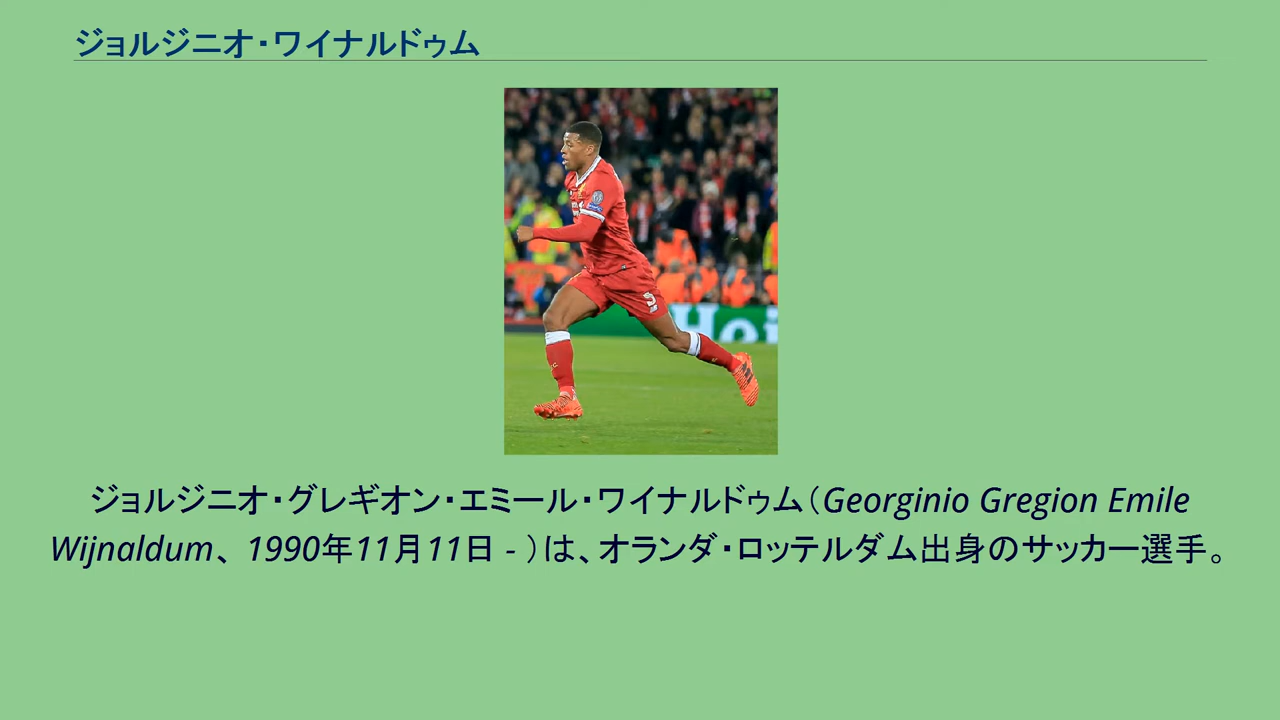 ジョルジニオ・ワイナルドゥム
Hei
5
ジョルジニオ・グレギオン・エミール・ワイナルドゥム（Georginio Gregion Emile
Wijnaldum、 1990年11月11日 - ）は、オランダ・ロッテルダム出身のサッカー選手。